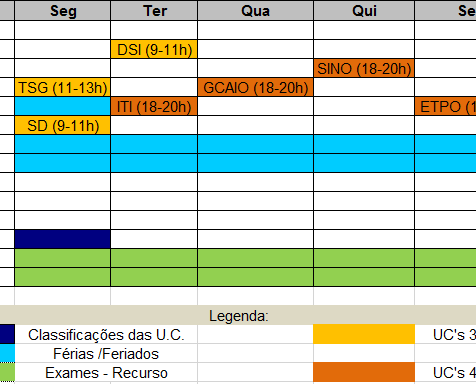 Seg Ter Qua Qui Se
DSI (9-11h)
SINO (18-20h)
TSG (11-13h) GCAIO (18-20h)
ITI (18-20h) ETPO (1
SD (9-11h)
Legenda:
Classificações das U.C. UC's 3
Férias /Feriados
Exames - Recurso UC's 4